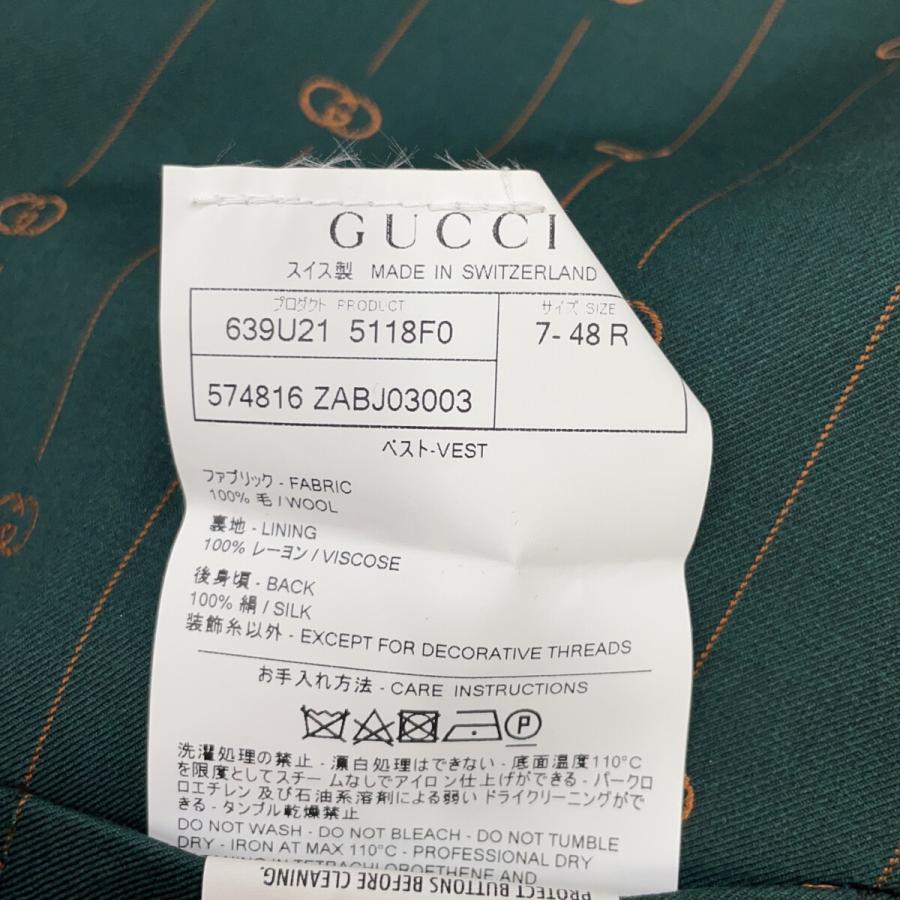 GUCCI
スイス製 MADE IN SWITZERLAND
プロダクト PRODUCT
サイズ SIZE
639U21 5118F0
7-48 R
574816 ZABJ03003
ベスト-VEST
ファブリック - FABRIC
100% 毛 / WOOL
裏地 - LINING
100% レーヨン / VISCOSE
後身頃 - BACK
100% 絹 / SILK
装飾糸以外 - EXCEPT FOR DECORATIVE THREADS
お手入れ方法 - CARE INSTRUCTIONS
P
洗濯処理の禁止 - 漂白処理はできない - 底面温度110°C
を限度としてスチームなしでアイロン仕上げができる - パークロ
ロエチレン 及び石油系溶剤による弱い ドライクリーニングがで
きる - タンブル乾燥禁止
DO NOT WASH - DO NOT BLEACH - DO NOT TUMBLE
DRY - IRON AT MAX 110°C - PROFESSIONAL DRY
IN TETRACHLOROETHENE AND
PROTECT BUTTONS BEFORE CLEANING.